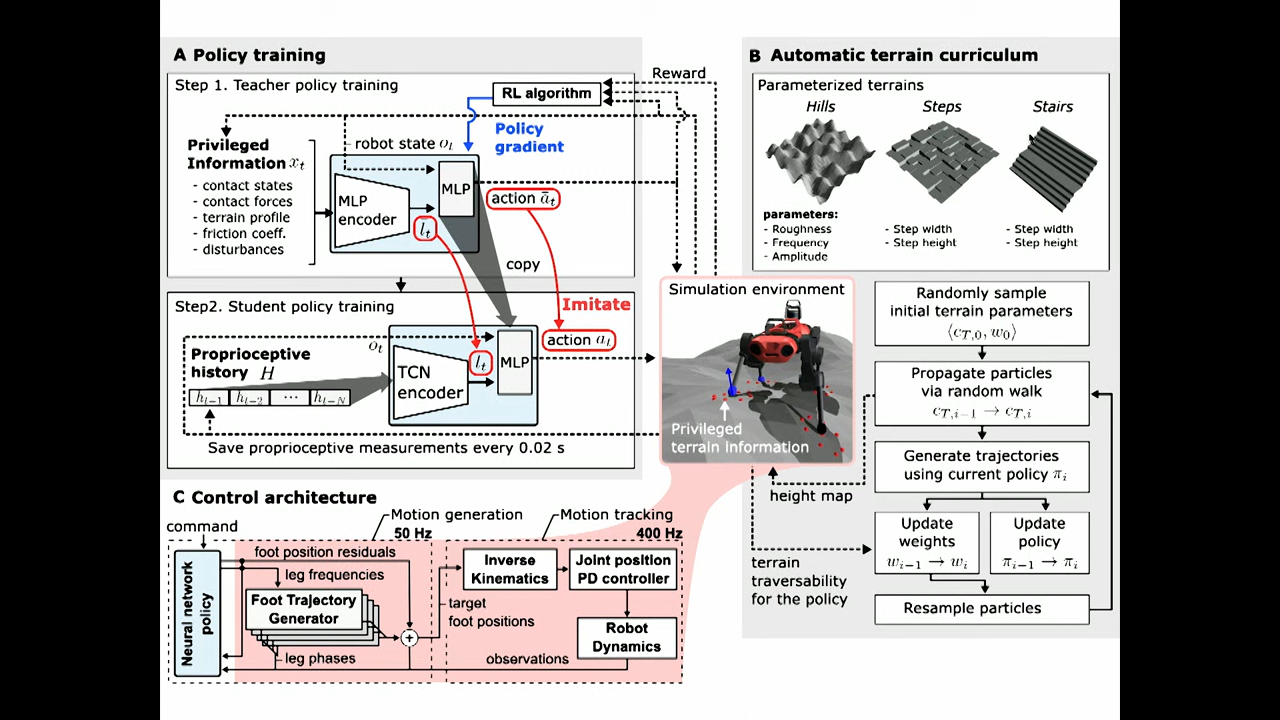 A Policy training
Step 1. Teacher policy training
Reward
RL algorithm
Policy
gradient
robot state o_t
Privileged
Information x_t
- contact states
- contact forces
- terrain profile
- friction coeff.
- disturbances
MLP
encoder
MLP
l̄_t
action ā_t
copy
Imitate
Step2. Student policy training
Proprioceptive
history H
o_t
h_{t-1} h_{t-2} ... h_{t-N}
TCN
encoder
l_t
MLP
action a_t
Save proprioceptive measurements every 0.02 s
Simulation environment
Privileged
terrain information
B Automatic terrain curriculum
Parameterized terrains
Hills Steps Stairs
parameters:
- Roughness
- Frequency
- Amplitude
- Step width
- Step height
- Step width
- Step height
Randomly sample
initial terrain parameters
⟨c_{T,0}, w_0⟩
Propagate particles
via random walk
c_{T,i-1} → c_{T,i}
Generate trajectories
using current policy π_i
height map
Update
weights
w_{i-1} → w_i
Update
policy
π_{i-1} → π_i
terrain
traversability
for the policy
Resample particles
C Control architecture
command
Motion generation
50 Hz
Motion tracking
400 Hz
Neural network
policy
foot position residuals
leg frequencies
Foot Trajectory
Generator
+
leg phases
Inverse
Kinematics
Joint position
PD controller
target
foot positions
Robot
Dynamics
observations